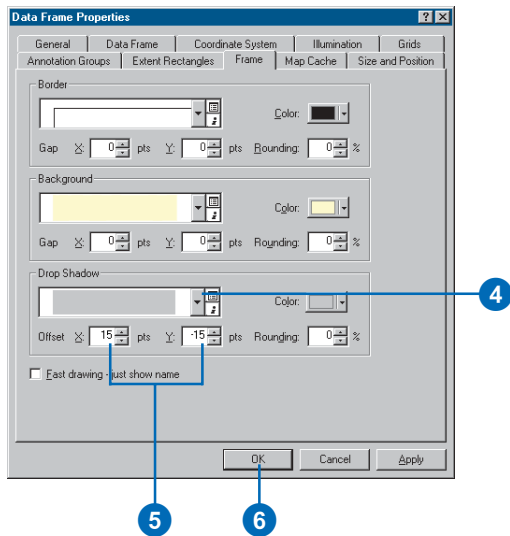 Data Frame Properties
General Data Frame Coordinate System Illumination Grids
Annotation Groups Extent Rectangles Frame Map Cache Size and Position
Border
Color:
Gap X: 0 pts Y: 0 pts Rounding: 0 %
Background
Color:
Gap X: 0 pts Y: 0 pts Rounding: 0 %
Drop Shadow
4
Color:
Offset X: 15 pts Y: -15 pts Rounding: 0 %
Fast drawing - just show name
OK Cancel Apply
5 6